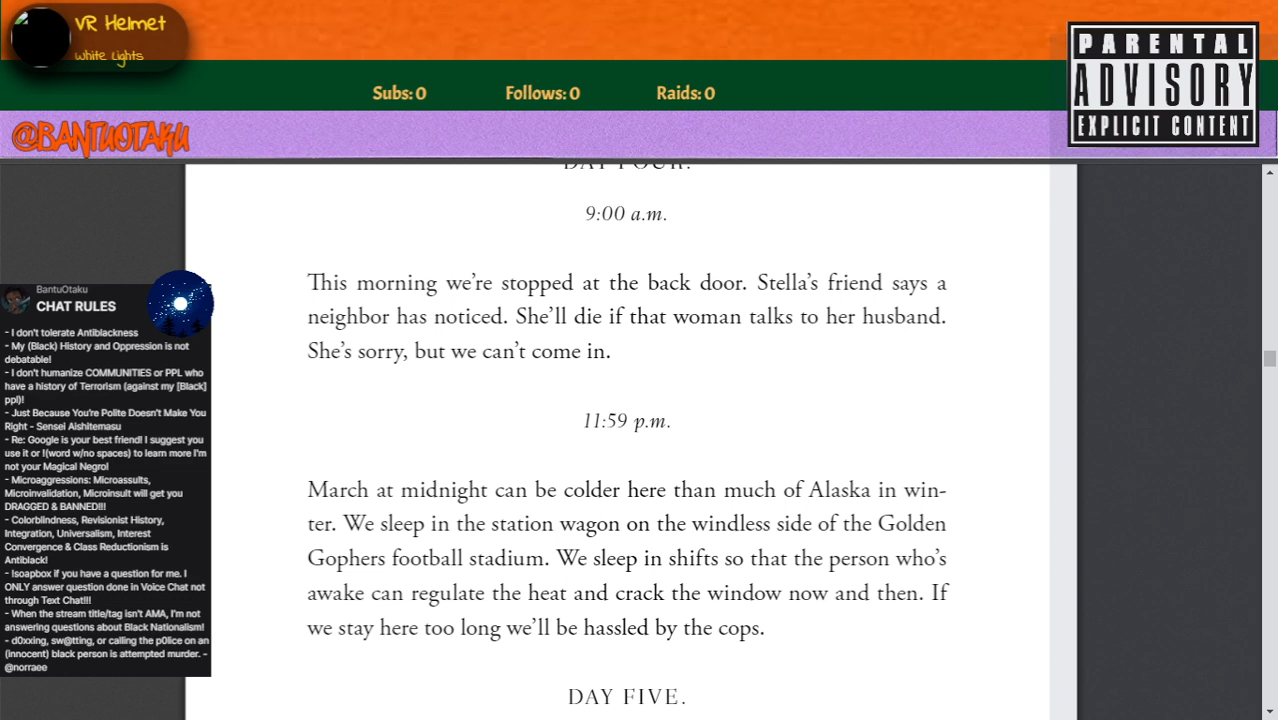 VR Helmet
White Lights
Subs: 0
Follows: 0
Raids: 0
PARENTAL
ADVISORY
EXPLICIT CONTENT
@BANTUOTAKU
DAY FOUR.
9:00 a.m.
This morning we're stopped at the back door. Stella's friend says a
neighbor has noticed. She'll die if that woman talks to her husband.
She's sorry, but we can't come in.
11:59 p.m.
March at midnight can be colder here than much of Alaska in win-
ter. We sleep in the station wagon on the windless side of the Golden
Gophers football stadium. We sleep in shifts so that the person who's
awake can regulate the heat and crack the window now and then. If
we stay here too long we'll be hassled by the cops.
DAY FIVE.
BantuOtaku
CHAT RULES
- I don't tolerate Antiblackness
- My (Black) History and Oppression is not
debatable!
- I don't humanize COMMUNITIES or PPL who
have a history of Terrorism (against my [Black]
ppl)!
- Just Because You're Polite Doesn't Make You
Right - Sensei Aishitemasu
- Re: Google is your best friend! I suggest you
use it or !(word w/no spaces) to learn more I'm
not your Magical Negro!
- Microaggressions: Microassults,
Microinvalidation, Microinsult will get you
DRAGGED & BANNED!!!
- Colorblindness, Revisionist History,
Integration, Universalism, Interest
Convergence & Class Reductionism is
Antiblack!
- !soapbox if you have a question for me. I
ONLY answer question done in Voice Chat not
through Text Chat!!!
- When the stream title/tag isn't AMA, I'm not
answering questions about Black Nationalism!
- d0xxing, sw@tting, or calling the p0lice on an
(innocent) black person is attempted murder. -
@norraee